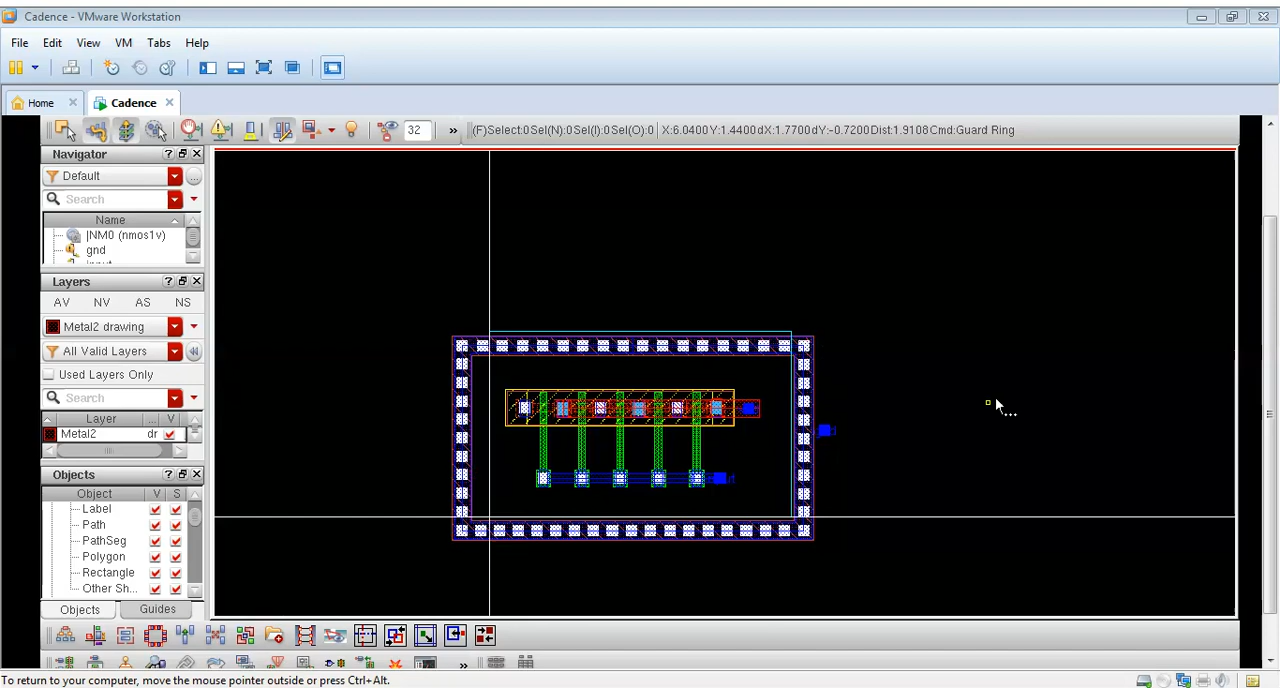 Cadence - VMware Workstation
File Edit View VM Tabs Help
Home Cadence
32 » (F)Select:0Sel(N):0Sel(I):0Sel(O):0 X:6.0400Y:1.4400dX:1.7700dY:-0.7200Dist:1.9108Cmd:Guard Ring
Navigator
Default
Search
Name
|NM0 (nmos1v)
gnd
Layers
AV NV AS NS
Metal2 drawing
All Valid Layers
Used Layers Only
Search
Layer ... V
Metal2 dr
Objects
Object V S
Label
Path
PathSeg
Polygon
Rectangle
Other Sh...
Objects Guides
»
To return to your computer, move the mouse pointer outside or press Ctrl+Alt.